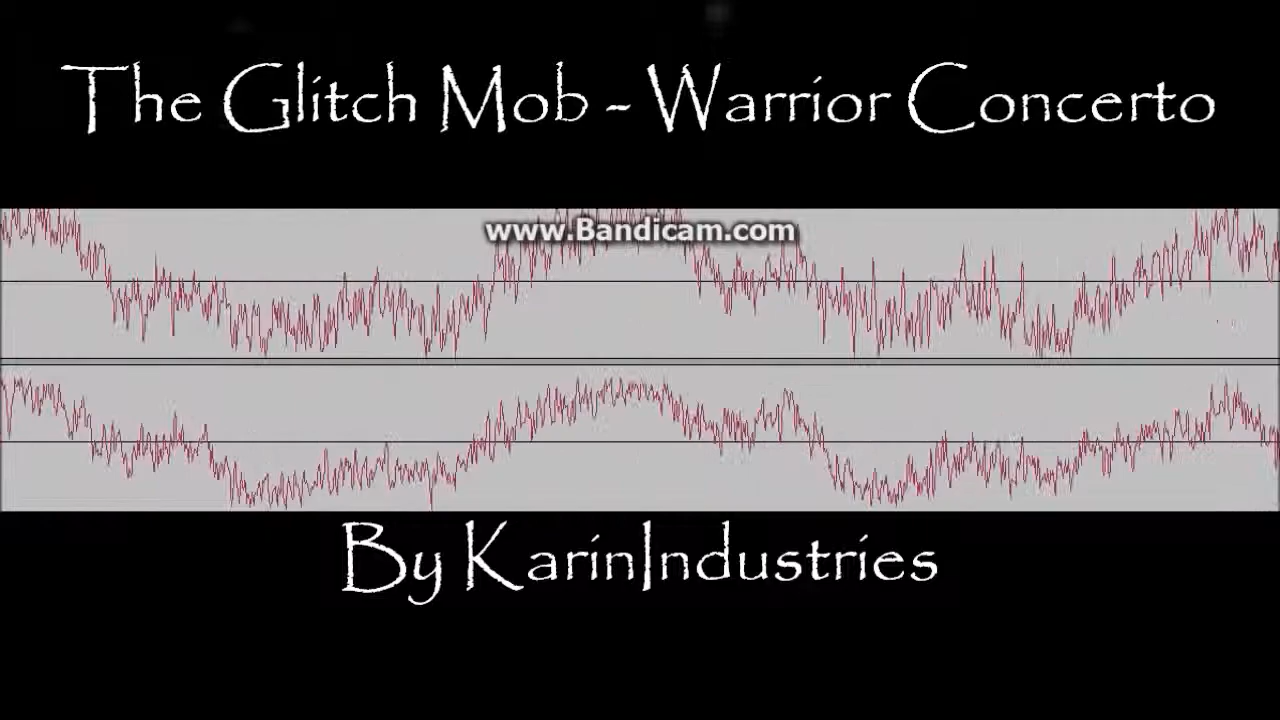 The Glitch Mob - Warrior Concerto
www.Bandicam.com
By KarinIndustries